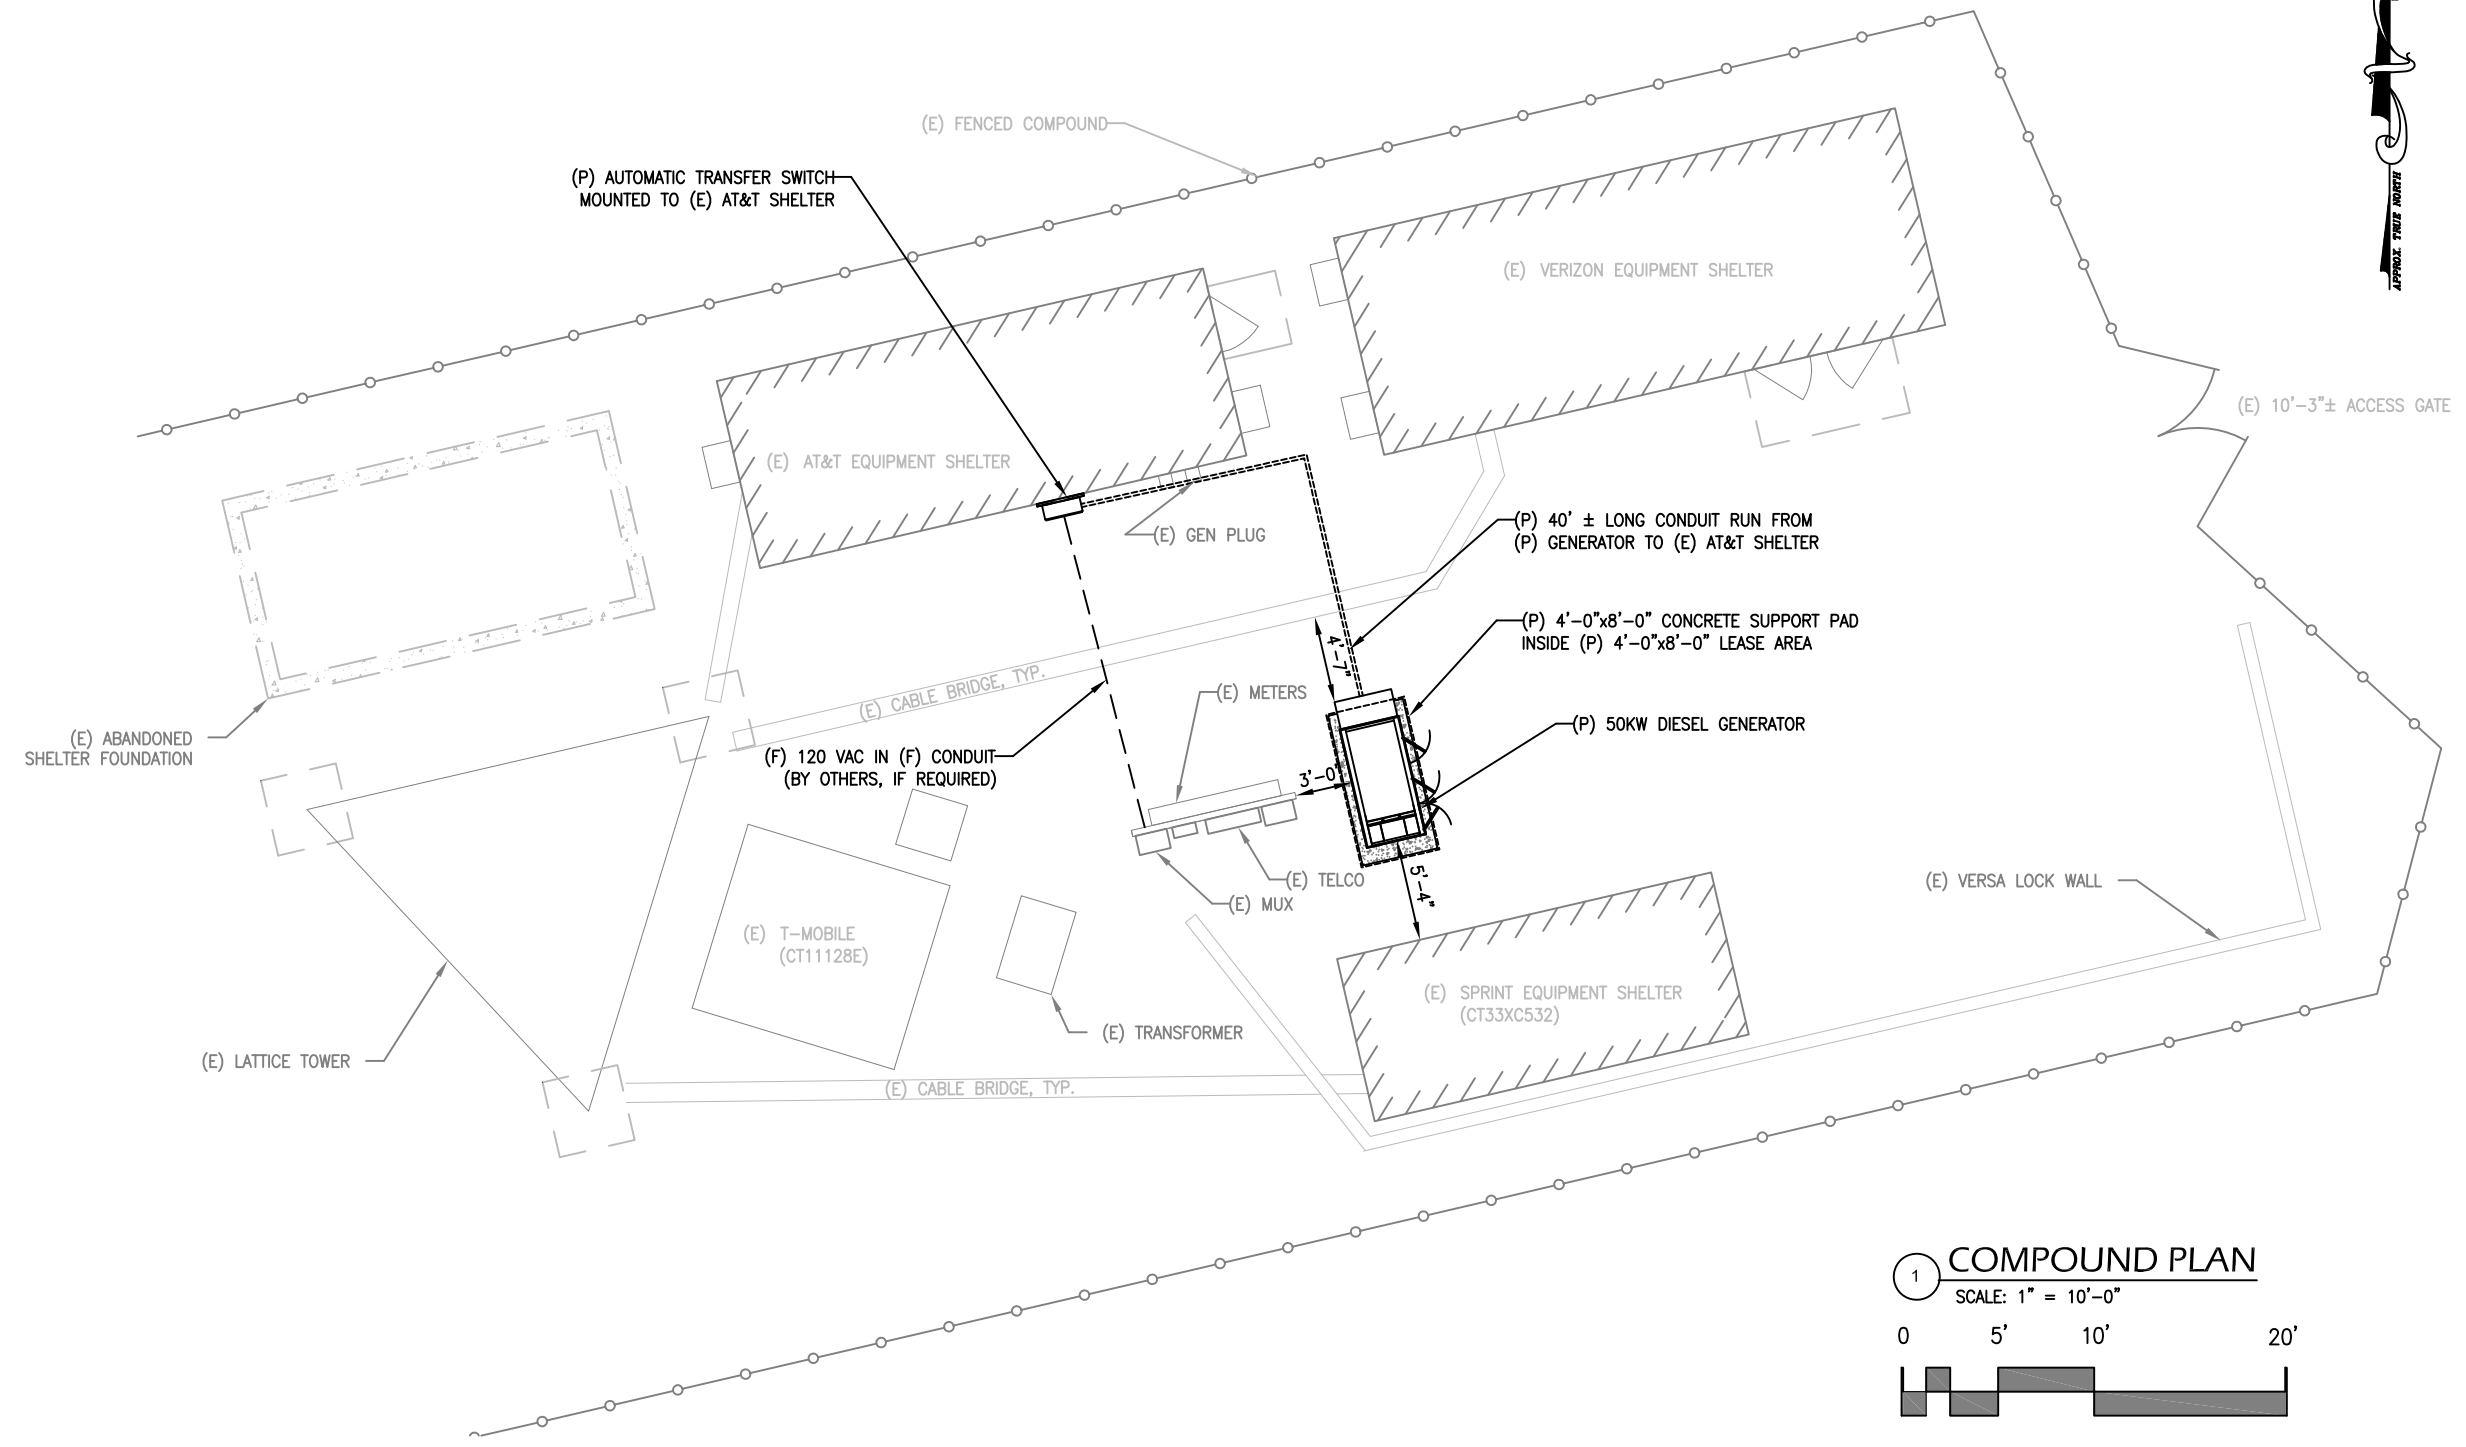 (E) FENCED COMPOUND
(P) AUTOMATIC TRANSFER SWITCH
MOUNTED TO (E) AT&T SHELTER
APPROX. TRUE NORTH
(E) VERIZON EQUIPMENT SHELTER
(E) 10'-3"± ACCESS GATE
(E) AT&T EQUIPMENT SHELTER
(E) GEN PLUG
(P) 40' ± LONG CONDUIT RUN FROM
(P) GENERATOR TO (E) AT&T SHELTER
(P) 4'-0"x8'-0" CONCRETE SUPPORT PAD
INSIDE (P) 4'-0"x8'-0" LEASE AREA
4'-7"
(E) CABLE BRIDGE, TYP.
(E) METERS
(P) 50KW DIESEL GENERATOR
(E) ABANDONED
SHELTER FOUNDATION
(F) 120 VAC IN (F) CONDUIT
(BY OTHERS, IF REQUIRED)
3'-0"
5'-4"
(E) TELCO
(E) MUX
(E) VERSA LOCK WALL
(E) T-MOBILE
(CT11128E)
(E) SPRINT EQUIPMENT SHELTER
(CT33XC532)
(E) TRANSFORMER
(E) LATTICE TOWER
(E) CABLE BRIDGE, TYP.
1 COMPOUND PLAN
SCALE: 1" = 10'-0"
0 5' 10' 20'